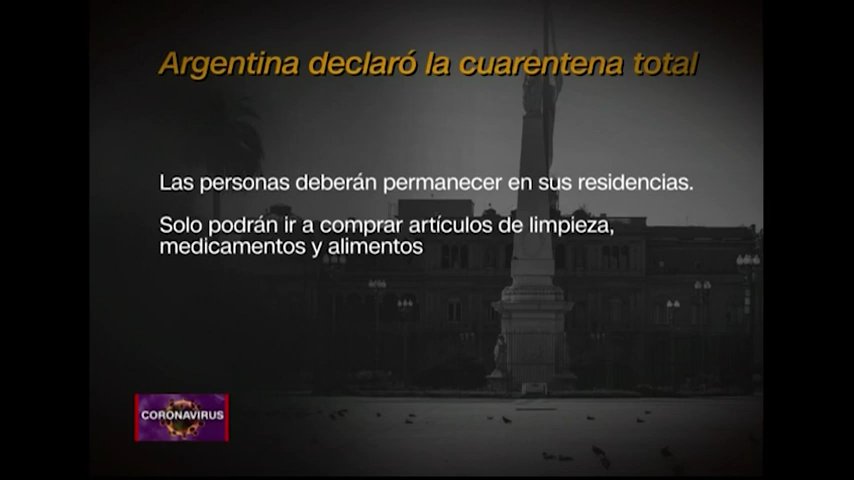 Argentina declaró la cuarentena total
Las personas deberán permanecer en sus residencias.
Solo podrán ir a comprar artículos de limpieza,
medicamentos y alimentos
CORONAVIRUS